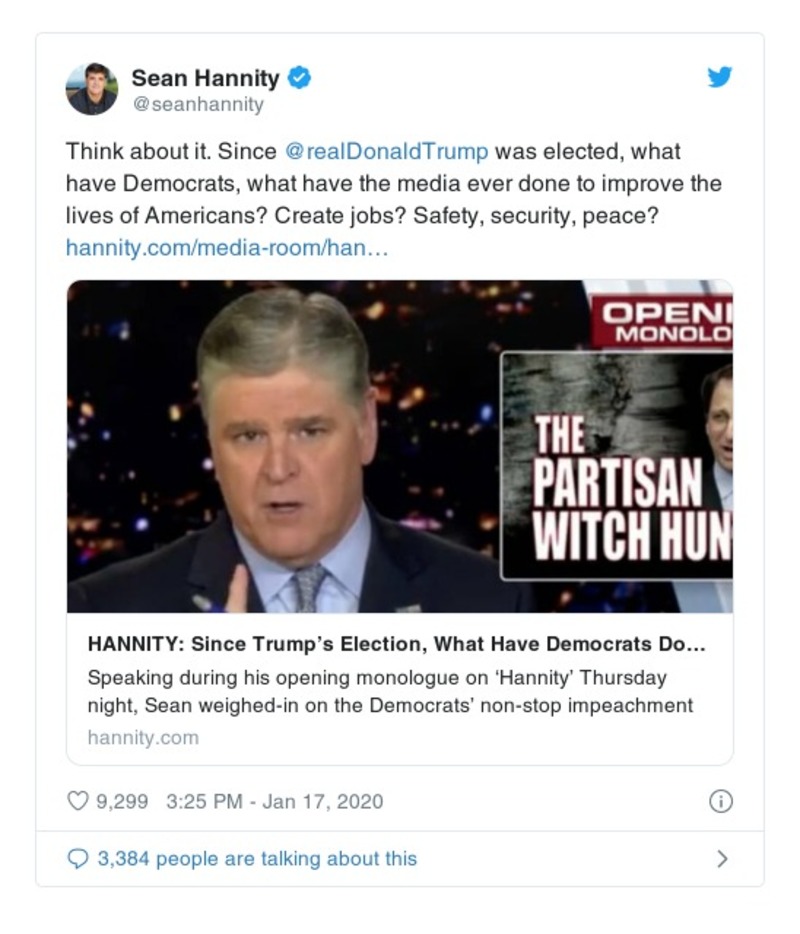 Sean Hannity
@seanhannity
Think about it. Since @realDonaldTrump was elected, what
have Democrats, what have the media ever done to improve the
lives of Americans? Create jobs? Safety, security, peace?
hannity.com/media-room/han…
OPENI
MONOLO
THE
PARTISAN
WITCH HUN
HANNITY: Since Trump’s Election, What Have Democrats Do...
Speaking during his opening monologue on ‘Hannity’ Thursday
night, Sean weighed-in on the Democrats’ non-stop impeachment
hannity.com
9,299 3:25 PM - Jan 17, 2020
3,384 people are talking about this